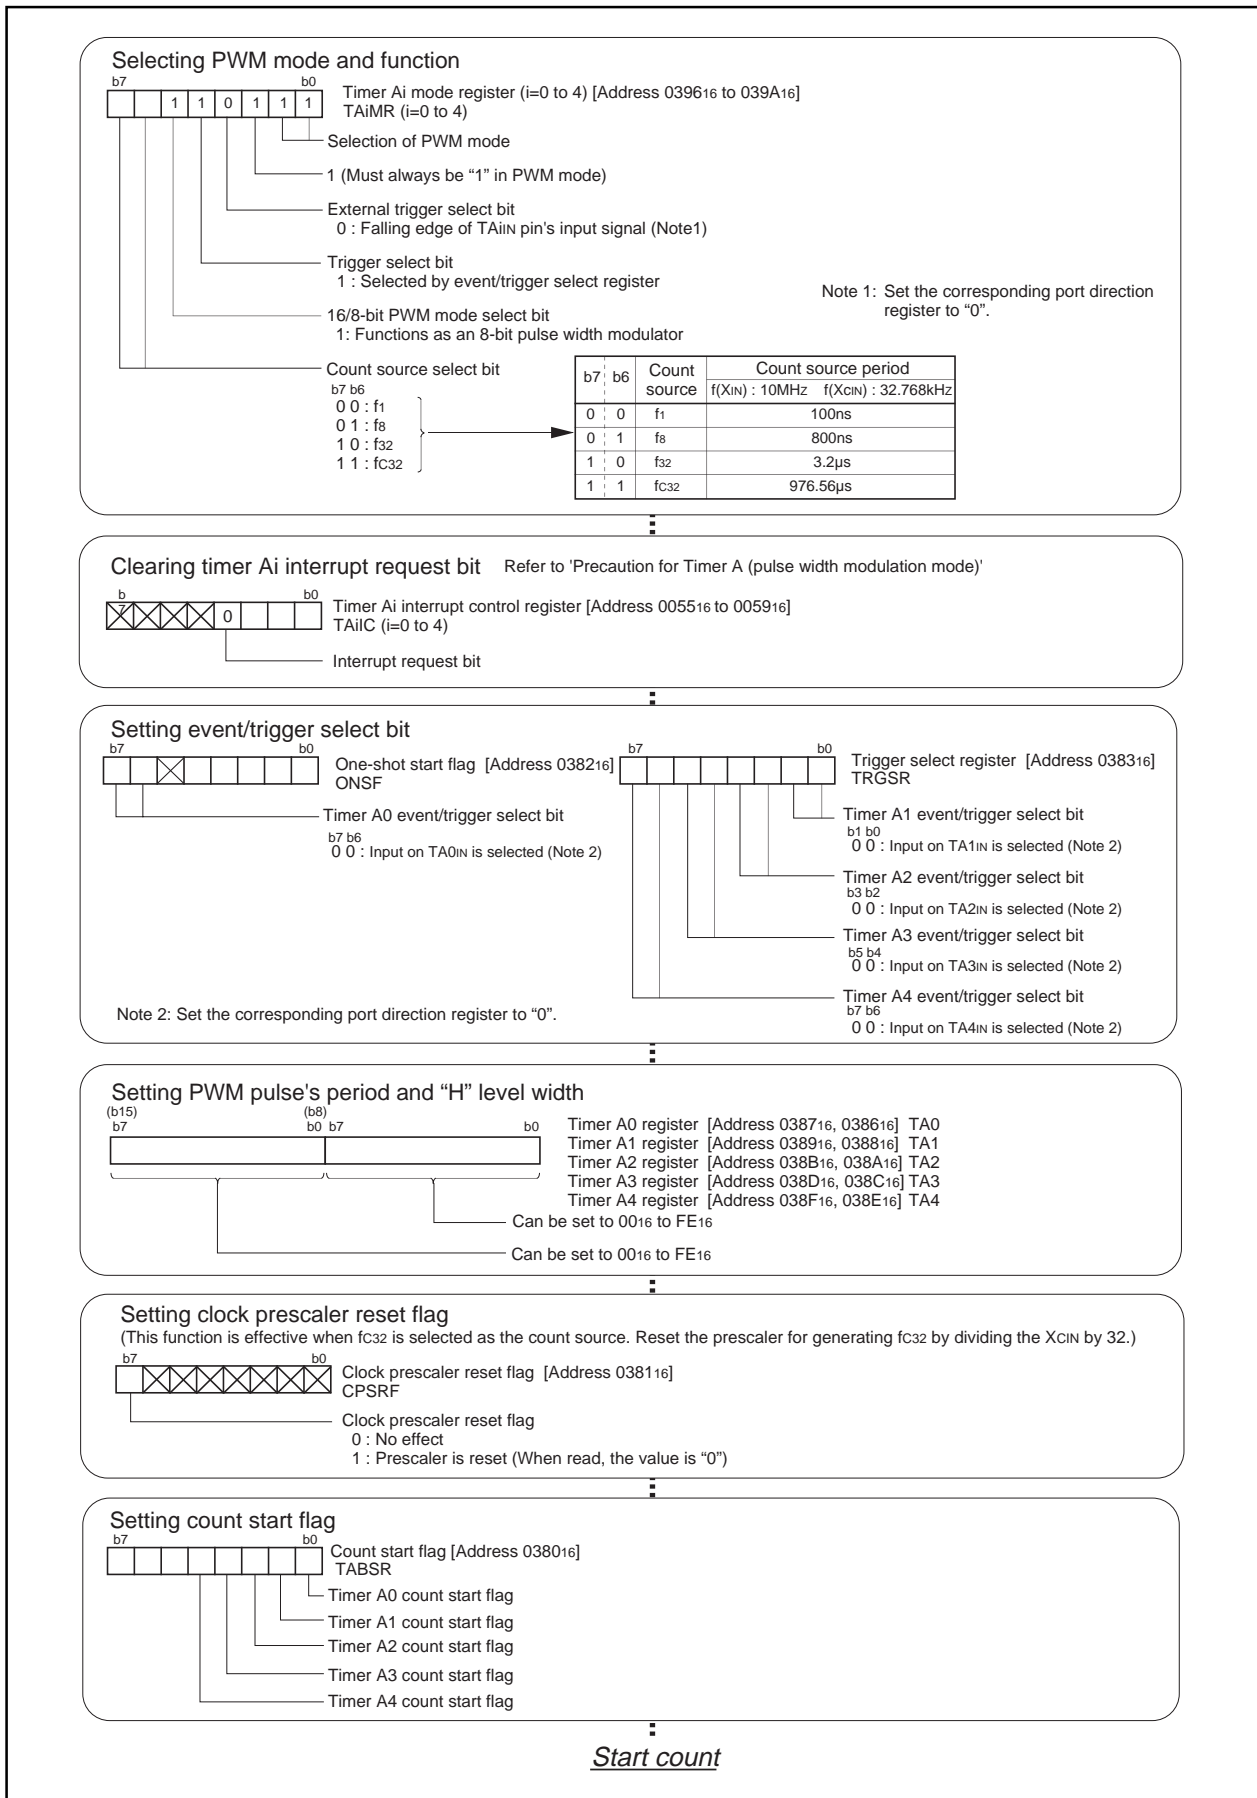 Selecting PWM mode and function
b7 b0
1 1 0 1 1 1
Timer Ai mode register (i=0 to 4) [Address 039616 to 039A16]
TAiMR (i=0 to 4)
Selection of PWM mode
1 (Must always be “1” in PWM mode)
External trigger select bit
0 : Falling edge of TAiIN pin's input signal (Note1)
Trigger select bit
1 : Selected by event/trigger select register
Note 1: Set the corresponding port direction
register to “0”.
16/8-bit PWM mode select bit
1: Functions as an 8-bit pulse width modulator
Count source select bit
b7 b6
0 0 : f1
0 1 : f8
1 0 : f32
1 1 : fC32
b7 b6 Count source Count source period
f(XIN) : 10MHz f(XCIN) : 32.768kHz
0 0 f1 100ns
0 1 f8 800ns
1 0 f32 3.2µs
1 1 fC32 976.56µs
Clearing timer Ai interrupt request bit Refer to 'Precaution for Timer A (pulse width modulation mode)'
b7 b0
0
Timer Ai interrupt control register [Address 005516 to 005916]
TAiIC (i=0 to 4)
Interrupt request bit
Setting event/trigger select bit
b7 b0
One-shot start flag [Address 038216]
ONSF
Timer A0 event/trigger select bit
b7 b6
0 0 : Input on TA0IN is selected (Note 2)
b7 b0
Trigger select register [Address 038316]
TRGSR
Timer A1 event/trigger select bit
b1 b0
0 0 : Input on TA1IN is selected (Note 2)
Timer A2 event/trigger select bit
b3 b2
0 0 : Input on TA2IN is selected (Note 2)
Timer A3 event/trigger select bit
b5 b4
0 0 : Input on TA3IN is selected (Note 2)
Timer A4 event/trigger select bit
b7 b6
0 0 : Input on TA4IN is selected (Note 2)
Note 2: Set the corresponding port direction register to “0”.
Setting PWM pulse's period and “H” level width
(b15) (b8)
b7 b0 b7 b0
Timer A0 register [Address 038716, 038616] TA0
Timer A1 register [Address 038916, 038816] TA1
Timer A2 register [Address 038B16, 038A16] TA2
Timer A3 register [Address 038D16, 038C16] TA3
Timer A4 register [Address 038F16, 038E16] TA4
Can be set to 0016 to FE16
Can be set to 0016 to FE16
Setting clock prescaler reset flag
(This function is effective when fC32 is selected as the count source. Reset the prescaler for generating fC32 by dividing the XCIN by 32.)
b7 b0
Clock prescaler reset flag [Address 038116]
CPSRF
Clock prescaler reset flag
0 : No effect
1 : Prescaler is reset (When read, the value is “0”)
Setting count start flag
b7 b0
Count start flag [Address 038016]
TABSR
Timer A0 count start flag
Timer A1 count start flag
Timer A2 count start flag
Timer A3 count start flag
Timer A4 count start flag
Start count